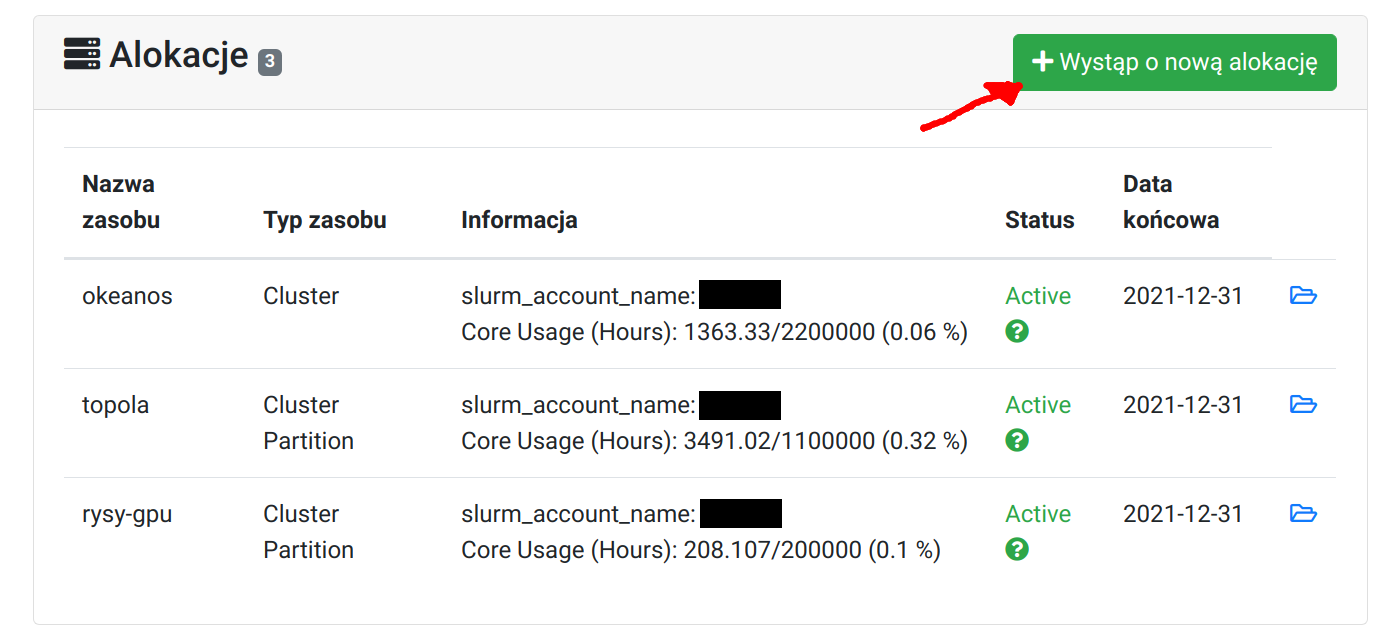 Alokacje 3
+ Wystąp o nową alokację
Nazwa zasobu Typ zasobu Informacja Status Data końcowa
okeanos Cluster slurm_account_name: Active 2021-12-31
Core Usage (Hours): 1363.33/2200000 (0.06 %) ?
topola Cluster slurm_account_name: Active 2021-12-31
Partition Core Usage (Hours): 3491.02/1100000 (0.32 %) ?
rysy-gpu Cluster slurm_account_name: Active 2021-12-31
Partition Core Usage (Hours): 208.107/200000 (0.1 %) ?